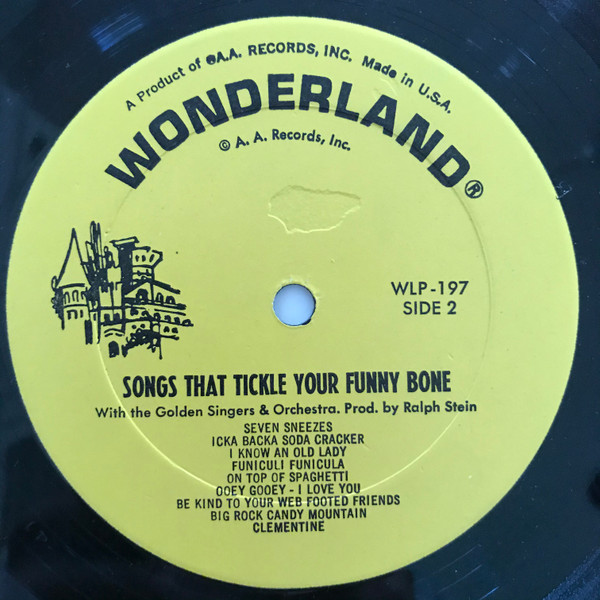 A Product of ℗A.A. RECORDS, INC. Made in U.S.A.
WONDERLAND®
© A. A. Records, Inc.
WLP-197
SIDE 2
SONGS THAT TICKLE YOUR FUNNY BONE
With the Golden Singers & Orchestra. Prod. by Ralph Stein
SEVEN SNEEZES
ICKA BACKA SODA CRACKER
I KNOW AN OLD LADY
FUNICULI FUNICULA
ON TOP OF SPAGHETTI
OOEY GOOEY - I LOVE YOU
BE KIND TO YOUR WEB FOOTED FRIENDS
BIG ROCK CANDY MOUNTAIN
CLEMENTINE